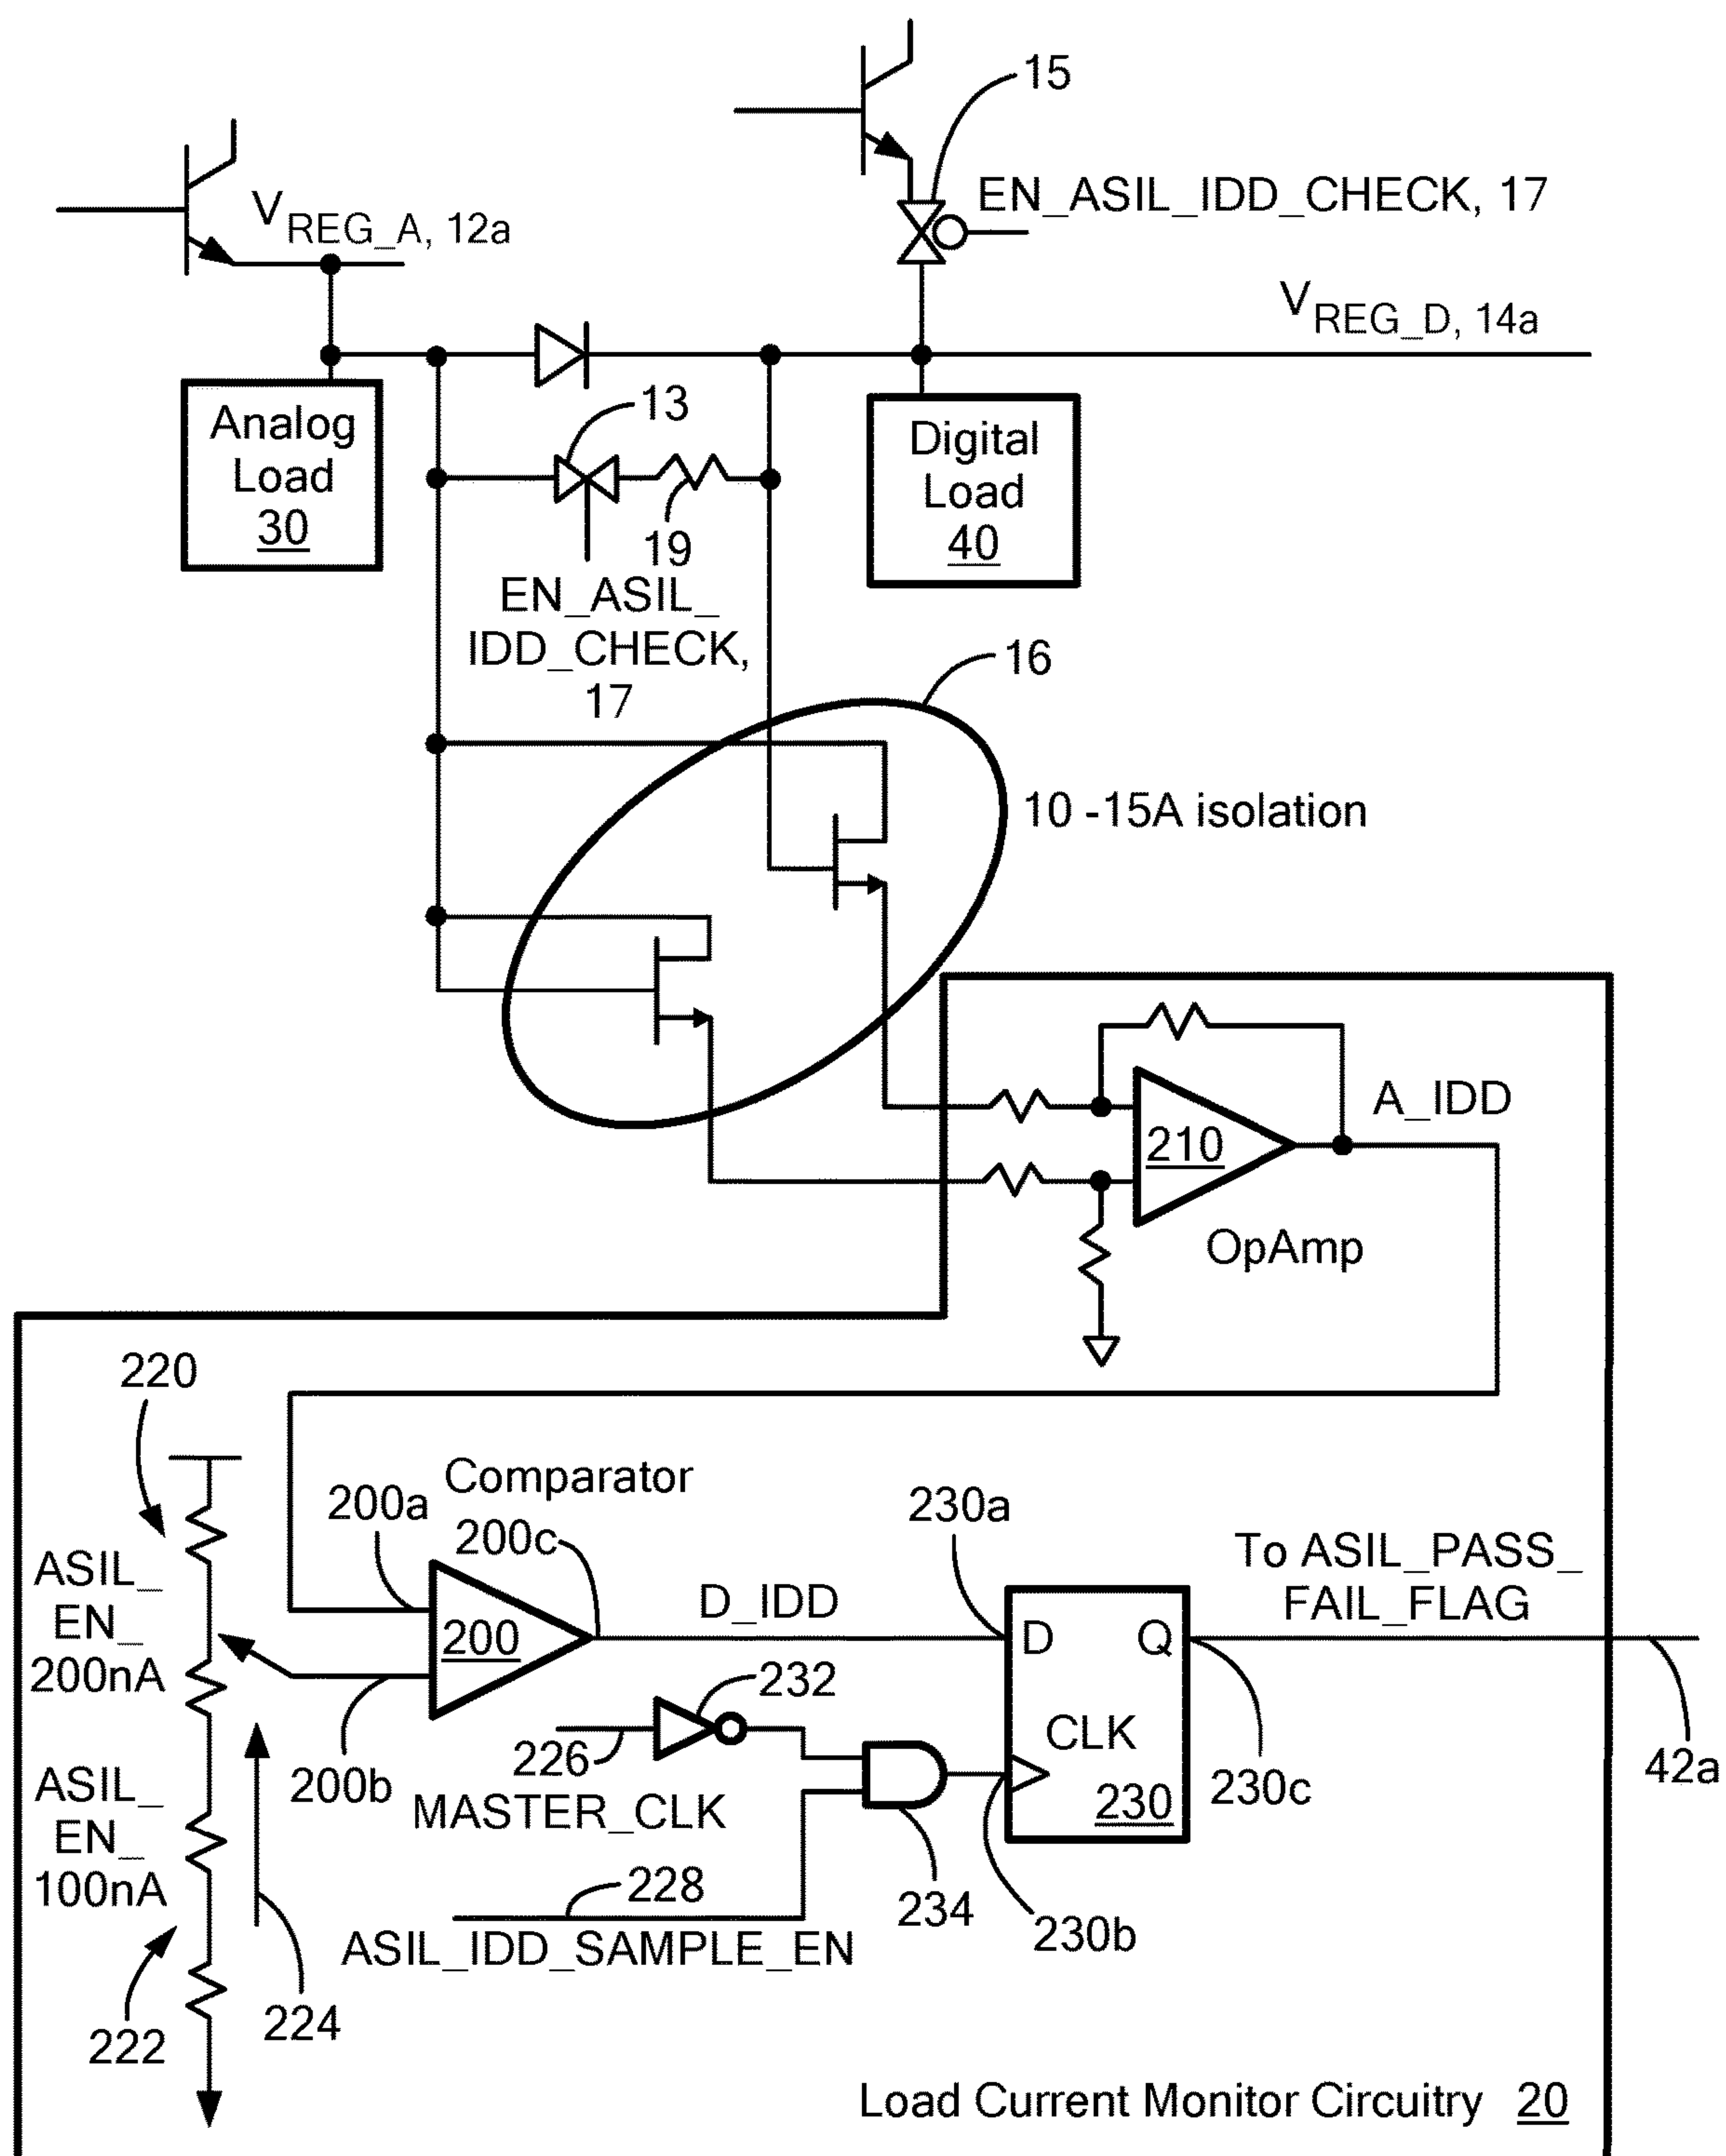 15
EN_ASIL_IDD_CHECK, 17
V REG_A, 12a
V REG_D, 14a
Analog
Load
30
13
19
Digital
Load
40
EN_ASIL_
IDD_CHECK,
17
16
10 -15A isolation
A_IDD
210
OpAmp
220
Comparator
200a
200c
230a
To ASIL_PASS_
FAIL_FLAG
ASIL_
EN_
200nA
200
D_IDD
D
Q
232
CLK
200b
226
MASTER_CLK
230
230c
42a
ASIL_
EN_
100nA
228
234
230b
ASIL_IDD_SAMPLE_EN
222
224
Load Current Monitor Circuitry 20